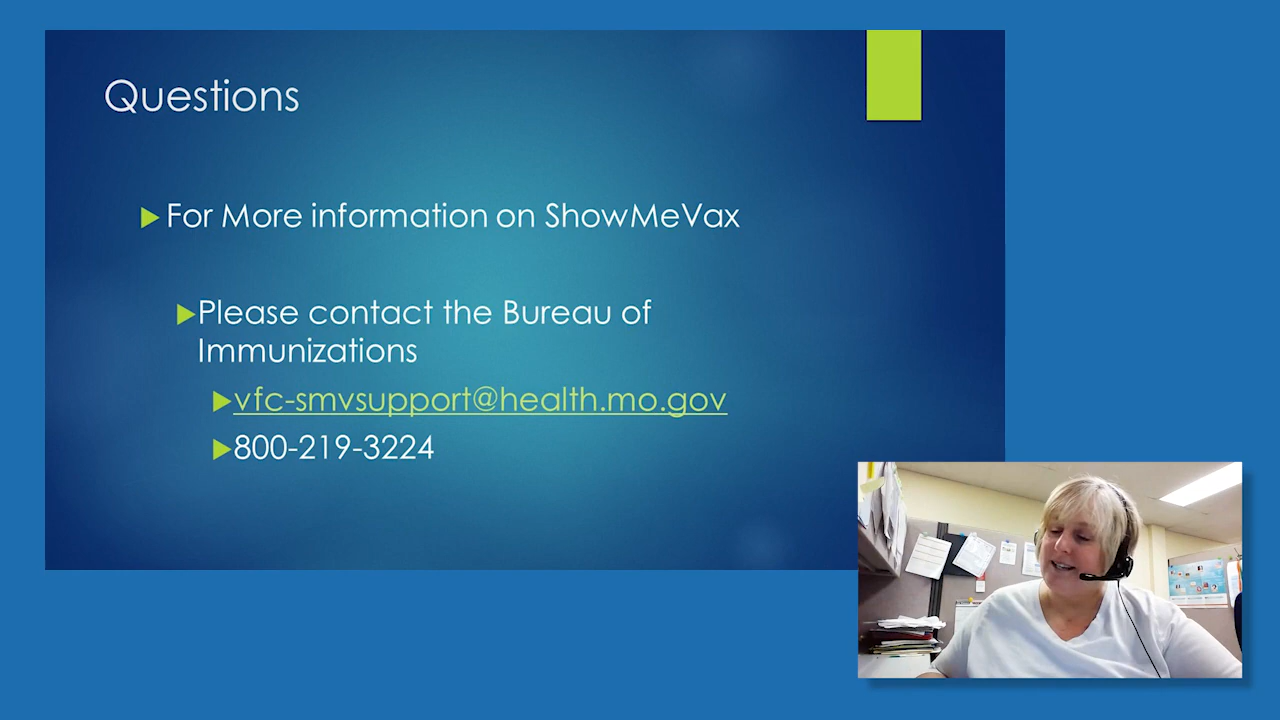 Questions
For More information on ShowMeVax
Please contact the Bureau of
Immunizations
vfc-smvsupport@health.mo.gov
800-219-3224